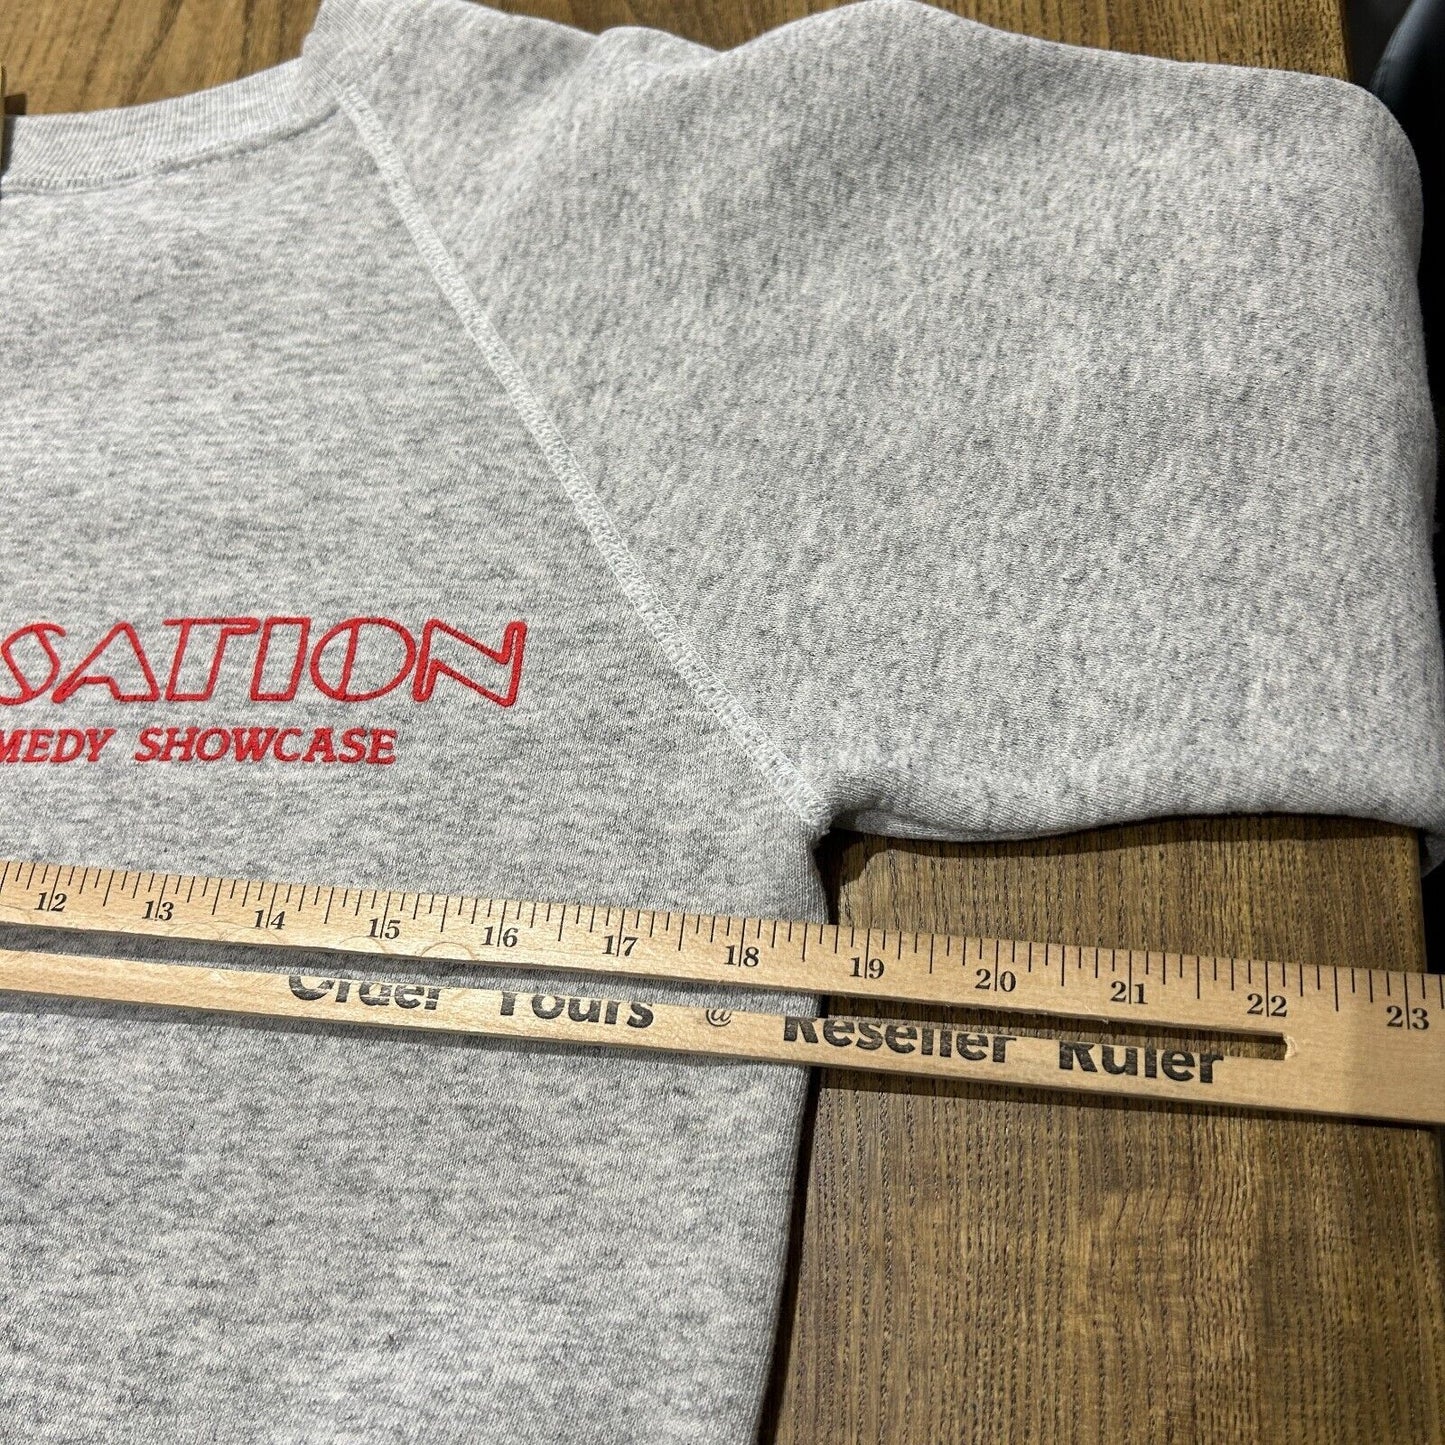 SATION
MEDY SHOWCASE
12 13 14 15 16 17 18 19 20 21 22 23
Order Yours @ Reseller Ruler